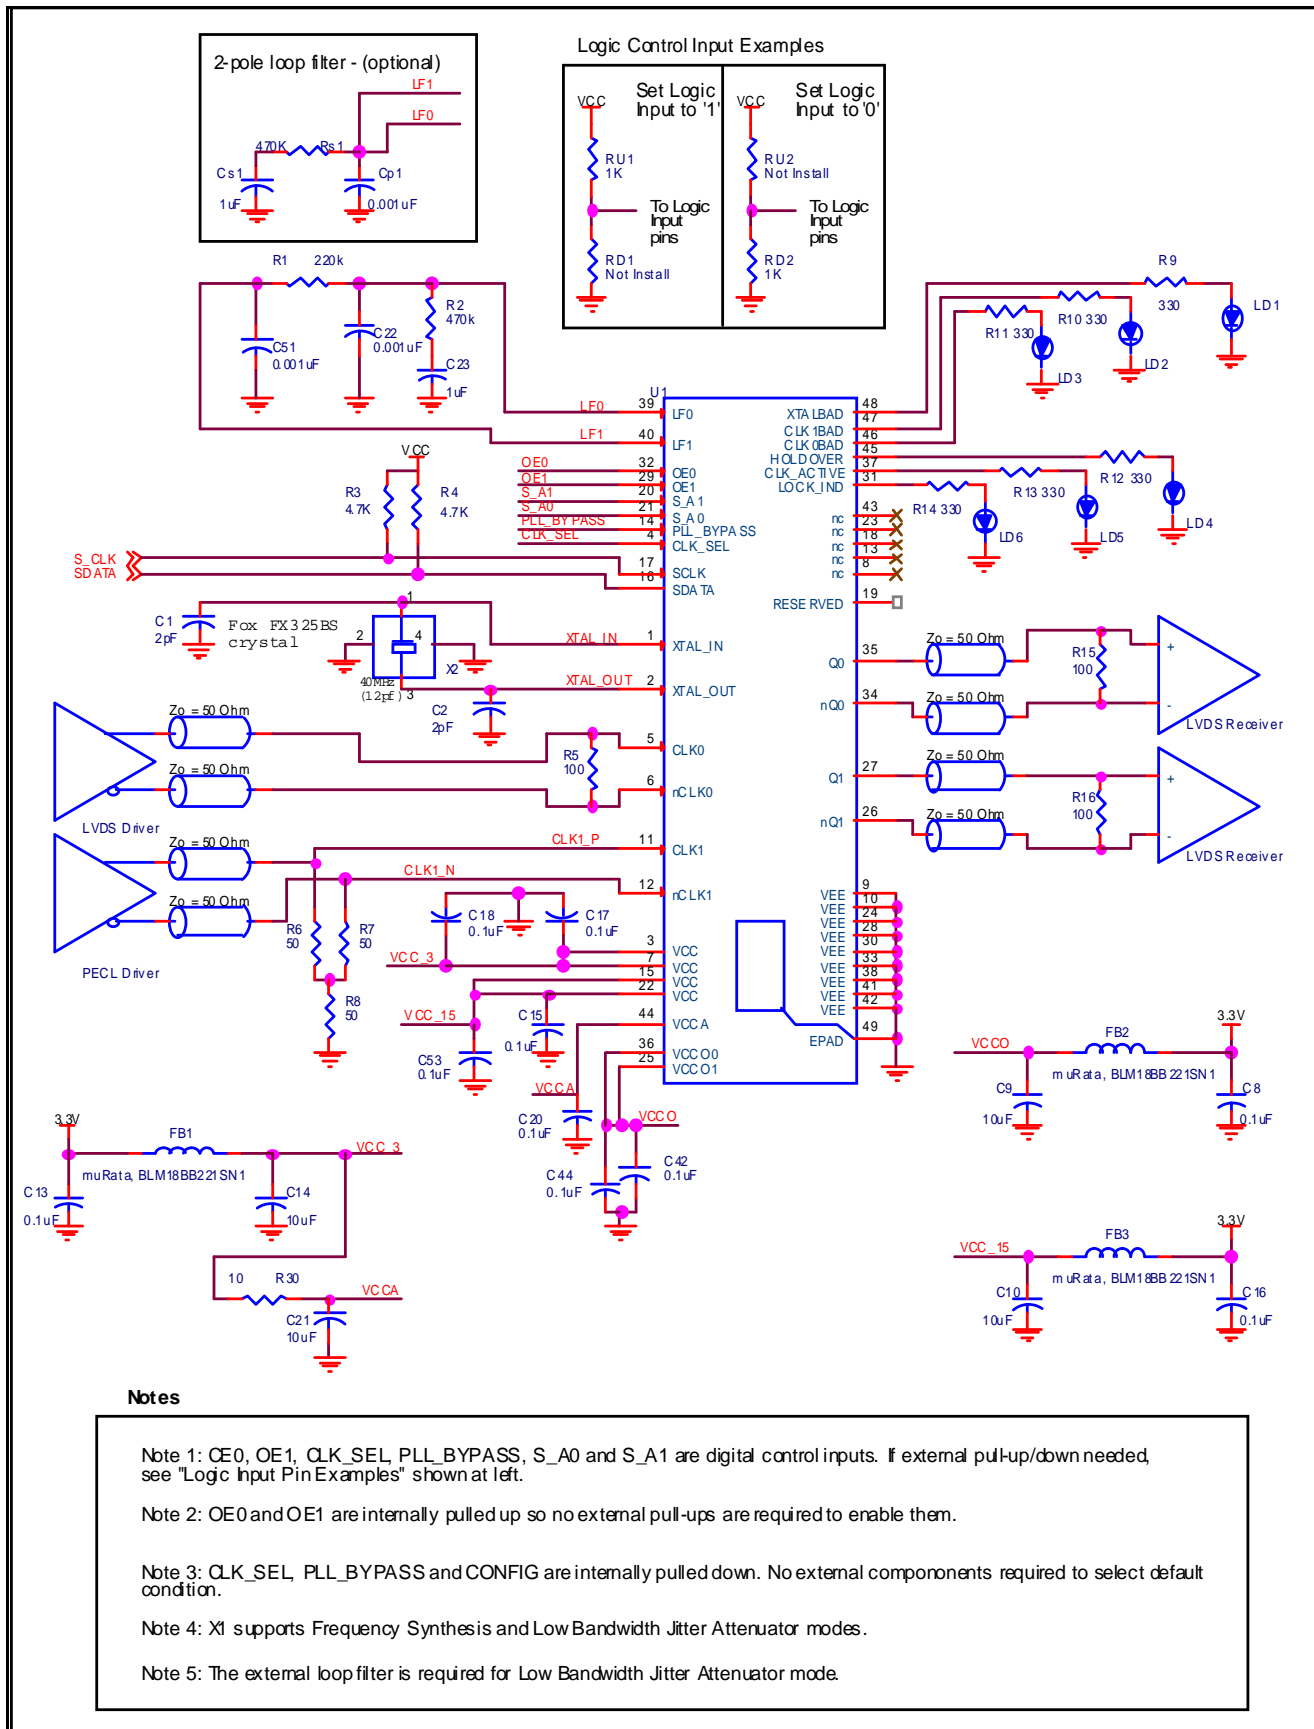 2-pole loop filter - (optional)
LF1
LF0
470K
Rs1
Cs1
1uF
Cp1
0.001uF
Logic Control Input Examples
VCC
Set Logic
Input to '1'
RU1
1K
To Logic
Input
pins
RD1
Not Install
VCC
Set Logic
Input to '0'
RU2
Not Install
To Logic
Input
pins
RD2
1K
R1
220k
C51
0.001uF
C22
0.001uF
R2
470k
C23
1uF
R9
330
LD1
R10 330
LD2
R11 330
LD3
U1
LF0
39
LF0
LF1
40
LF1
VCC
R3
4.7K
R4
4.7K
OE0
32
OE0
OE1
29
OE1
S_A1
20
S_A1
S_A0
21
S_A0
PLL_BYPASS
14
PLL_BYPASS
CLK_SEL
4
CLK_SEL
S_CLK
17
SCLK
SDATA
16
SDATA
48
XTALBAD
47
CLK1BAD
46
CLK0BAD
45
HOLDOVER
37
CLK_ACTIVE
31
LOCK_IND
R12 330
LD4
R13 330
LD5
R14 330
LD6
43
nc
23
nc
18
nc
13
nc
8
nc
19
RESERVED
C1
2pF
Fox FX325BS
crystal
1
2
4
3
X2
40MHz
(12pf)
XTAL_IN
1
XTAL_IN
XTAL_OUT
2
XTAL_OUT
C2
2pF
35
Q0
34
nQ0
Zo = 50 Ohm
Zo = 50 Ohm
R15
100
+
-
LVDS Receiver
Zo = 50 Ohm
Zo = 50 Ohm
LVDS Driver
R5
100
5
CLK0
6
nCLK0
27
Q1
26
nQ1
Zo = 50 Ohm
Zo = 50 Ohm
R16
100
+
-
LVDS Receiver
Zo = 50 Ohm
Zo = 50 Ohm
PECL Driver
CLK1_P
11
CLK1
CLK1_N
12
nCLK1
R6
50
R7
50
R8
50
C18
0.1uF
C17
0.1uF
VCC_3
3
VCC
7
VCC
15
VCC
22
VCC
VCC_15
C15
0.1uF
C53
0.1uF
44
VCCA
36
VCCO0
25
VCCO1
VCCA
C20
0.1uF
VCCO
C44
0.1uF
C42
0.1uF
9
VEE
10
VEE
24
VEE
28
VEE
30
VEE
33
VEE
38
VEE
41
VEE
42
VEE
49
EPAD
VCCO
FB2
3.3V
muRata, BLM18BB221SN1
C9
10uF
C8
0.1uF
3.3V
FB1
VCC_3
muRata, BLM18BB221SN1
C13
0.1uF
C14
10uF
10
R30
VCCA
C21
10uF
VCC_15
FB3
3.3V
muRata, BLM18BB221SN1
C10
10uF
C16
0.1uF
Notes
Note 1: OE0, OE1, CLK_SEL, PLL_BYPASS, S_A0 and S_A1 are digital control inputs. If external pull-up/down needed,
see "Logic Input Pin Examples" shown at left.
Note 2: OE0 and OE1 are internally pulled up so no external pull-ups are required to enable them.
Note 3: CLK_SEL, PLL_BYPASS and CONFIG are internally pulled down. No external compononents required to select default
condition.
Note 4: X1 supports Frequency Synthesis and Low Bandwidth Jitter Attenuator modes.
Note 5: The external loop filter is required for Low Bandwidth Jitter Attenuator mode.